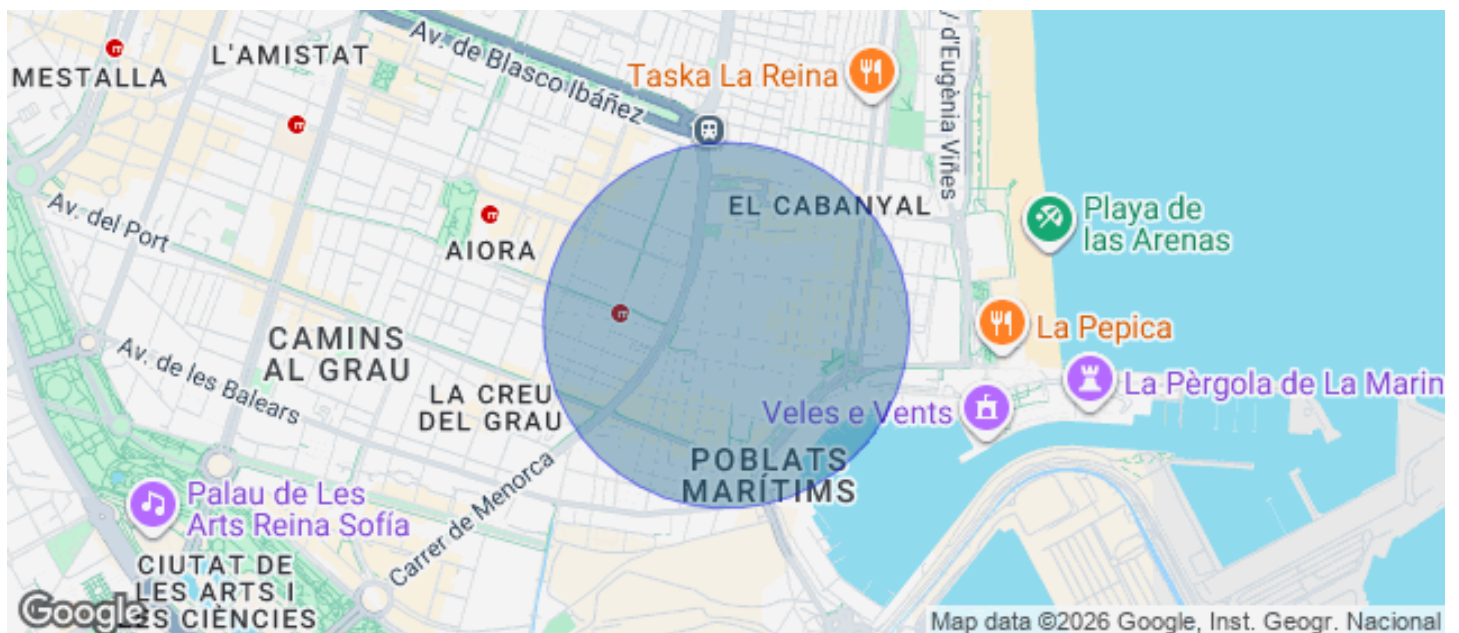 L'AMISTAT
MESTALLA
Av. de Blasco Ibáñez
Taska La Reina
/ d'Eugènia Viñes
EL CABANYAL
Playa de
las Arenas
Av. del Port
AIORA
CAMINS
AL GRAU
La Pepica
Av. de les Balears
LA CREU
DEL GRAU
La Pèrgola de La Marin
Veles e Vents
POBLATS
MARÍTIMS
Carrer de Menorca
Palau de Les
Arts Reina Sofía
CIUTAT DE
LES ARTS I
LES CIÈNCIES
Google
Map data ©2026 Google, Inst. Geogr. Nacional